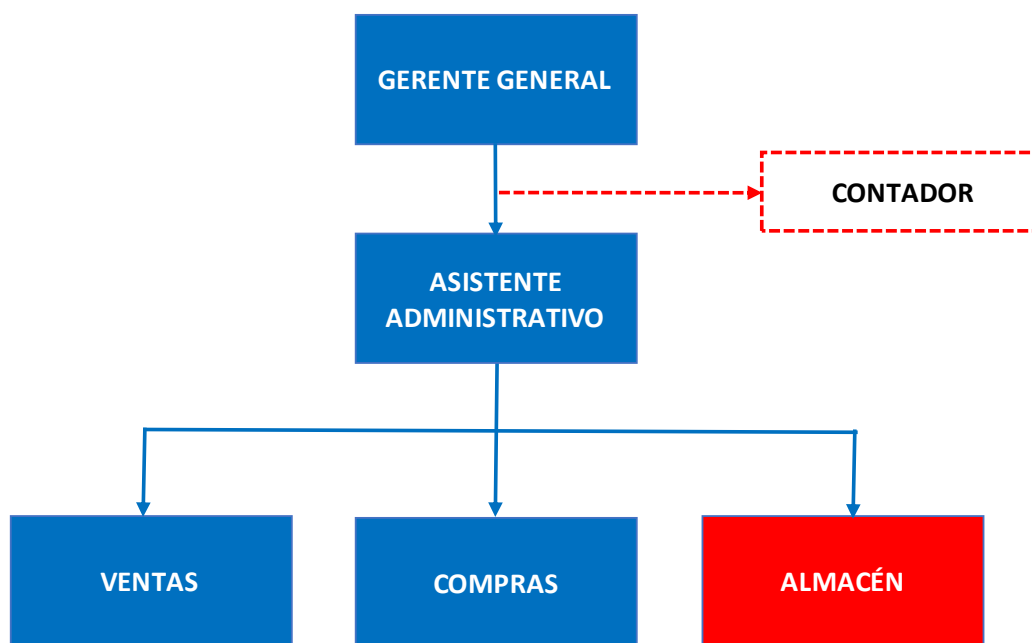 GERENTE GENERAL
CONTADOR
ASISTENTE
ADMINISTRATIVO
VENTAS
COMPRAS
ALMACÉN